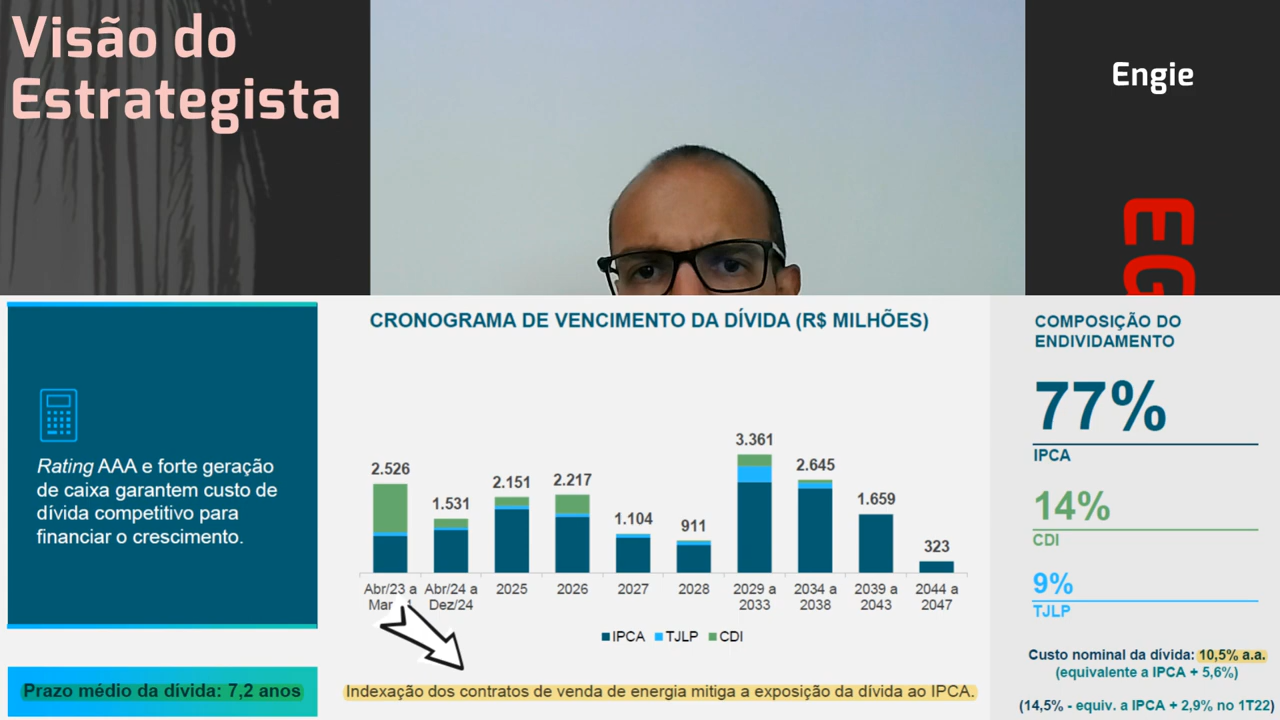 Visão do
Estrategista
Engie
EG
CRONOGRAMA DE VENCIMENTO DA DÍVIDA (R$ MILHÕES)
Rating AAA e forte geração
de caixa garantem custo de
dívida competitivo para
financiar o crescimento.
Prazo médio da dívida: 7,2 anos
2.526
1.531
2.151
2.217
1.104
911
3.361
2.645
1.659
323
Abr/23 a
Abr/24 a
Dez/24
2025
2026
2027
2028
2029 a
2033
2034 a
2038
2039 a
2043
2044 a
2047
IPCA TJLP CDI
Indexação dos contratos de venda de energia mitiga a exposição da dívida ao IPCA.
COMPOSIÇÃO DO
ENDIVIDAMENTO
77%
IPCA
14%
CDI
9%
TJLP
Custo nominal da dívida: 10,5% a.a.
(equivalente a IPCA + 5,6%)
(14,5% - equiv. a IPCA + 2,9% no 1T22)